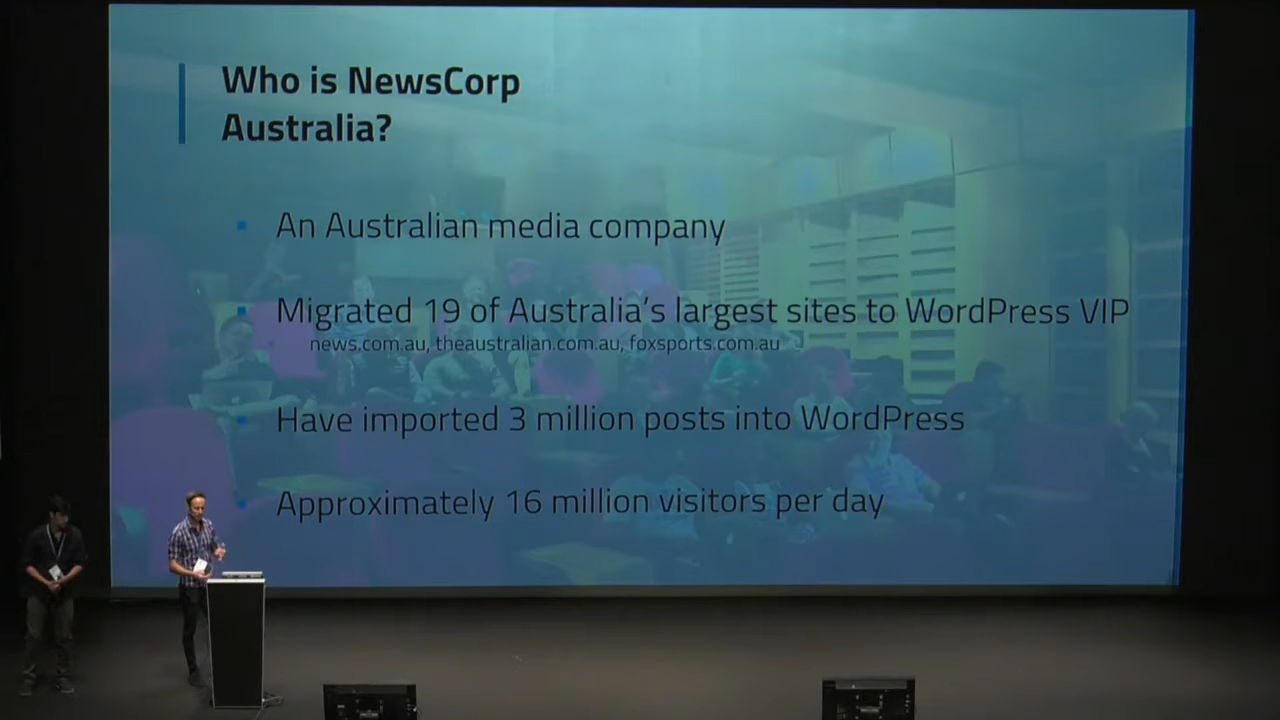 Who is NewsCorp
Australia?
An Australian media company
Migrated 19 of Australia's largest sites to WordPress VIP
news.com.au, theaustralian.com.au, foxsports.com.au
Have imported 3 million posts into WordPress
Approximately 16 million visitors per day